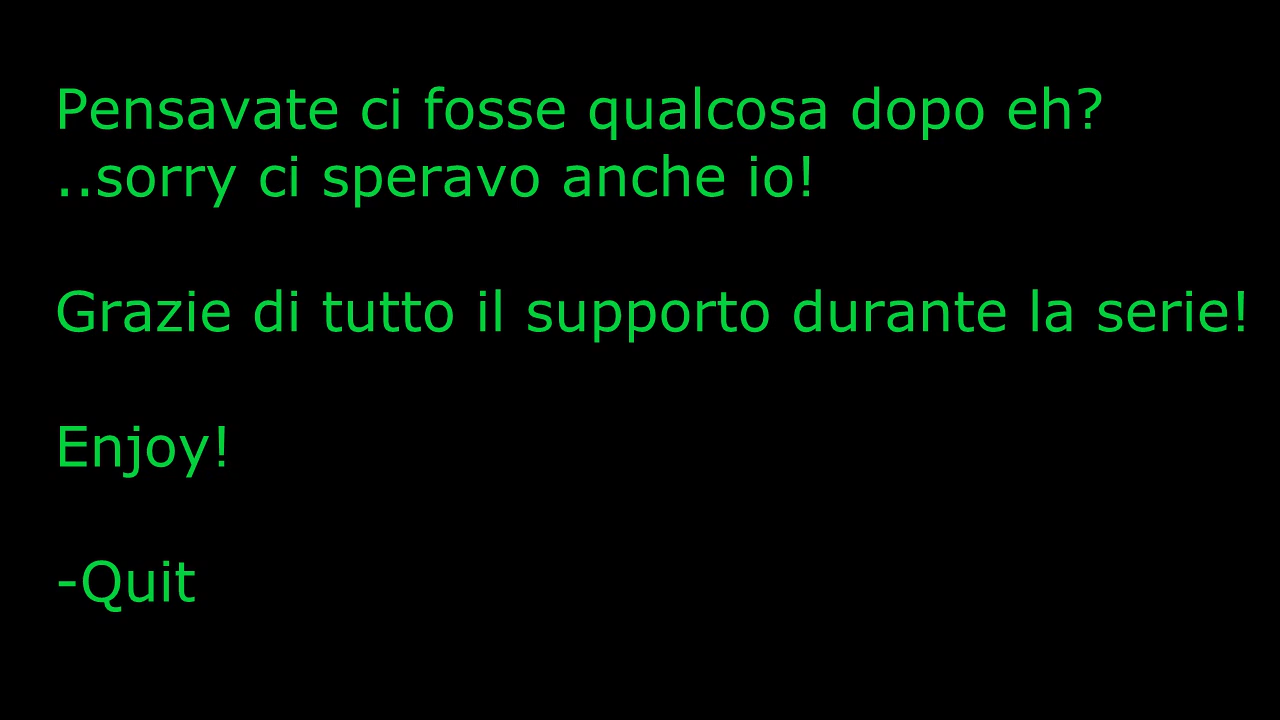 Pensavate ci fosse qualcosa dopo eh?
..sorry ci speravo anche io!
Grazie di tutto il supporto durante la serie!
Enjoy!
-Quit